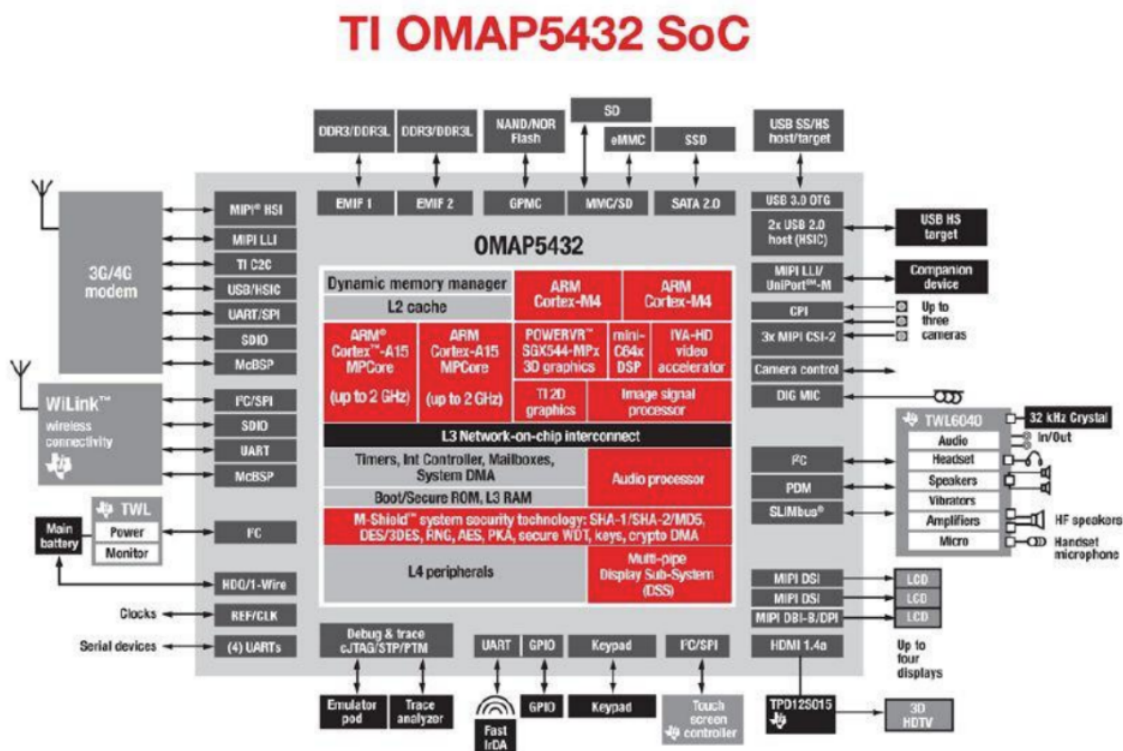 TI OMAP5432 SoC
DDR3/DDR3L
DDR3/DDR3L
NAND/NOR
Flash
SD
eMMC
SSD
USB SS/HS
host/target
EMIF 1
EMIF 2
GPMC
MMC/SD
SATA 2.0
USB 3.0 OTG
2x USB 2.0
host (HSIC)
USB HS
target
3G/4G
modem
MIPI® HSI
MIPI LLI
TI C2C
USB/HSIC
UART/SPI
SDIO
McBSP
WiLink™
wireless
connectivity
I²C/SPI
SDIO
UART
McBSP
TWL
Power
Monitor
Main
battery
I²C
HDQ/1-Wire
Clocks
REF/CLK
Serial devices
(4) UARTs
OMAP5432
Dynamic memory manager
L2 cache
ARM
Cortex-M4
ARM
Cortex-M4
ARM®
Cortex™-A15
MPCore
(up to 2 GHz)
ARM
Cortex-A15
MPCore
(up to 2 GHz)
POWERVR™
SGX544-MPx
3D graphics
mini-
C64x
DSP
IVA-HD
video
accelerator
TI 2D
graphics
Image signal
processor
L3 Network-on-chip interconnect
Timers, Int Controller, Mailboxes,
System DMA
Boot/Secure ROM, L3 RAM
Audio processor
M-Shield™ system security technology: SHA-1/SHA-2/MD5,
DES/3DES, RNG, AES, PKA, secure WDT, keys, crypto DMA
L4 peripherals
Multi-pipe
Display Sub-System
(DSS)
MIPI LLI/
UniPort℠-M
Companion
device
CPI
3x MIPI CSI-2
Up to
three
cameras
Camera control
DIG MIC
I²C
PDM
SLIMbus®
TWL6040
Audio
Headset
Speakers
Vibrators
Amplifiers
Micro
32 kHz Crystal
In/Out
HF speakers
Handset
microphone
MIPI DSI
MIPI DSI
MIPI DBI-B/DPI
LCD
LCD
LCD
HDMI 1.4a
Up to
four
displays
TPD12S015
3D
HDTV
Debug & trace
cJTAG/STP/PTM
UART
GPIO
Keypad
I²C/SPI
Emulator
pod
Trace
analyzer
Fast
IrDA
GPIO
Keypad
Touch
screen
controller